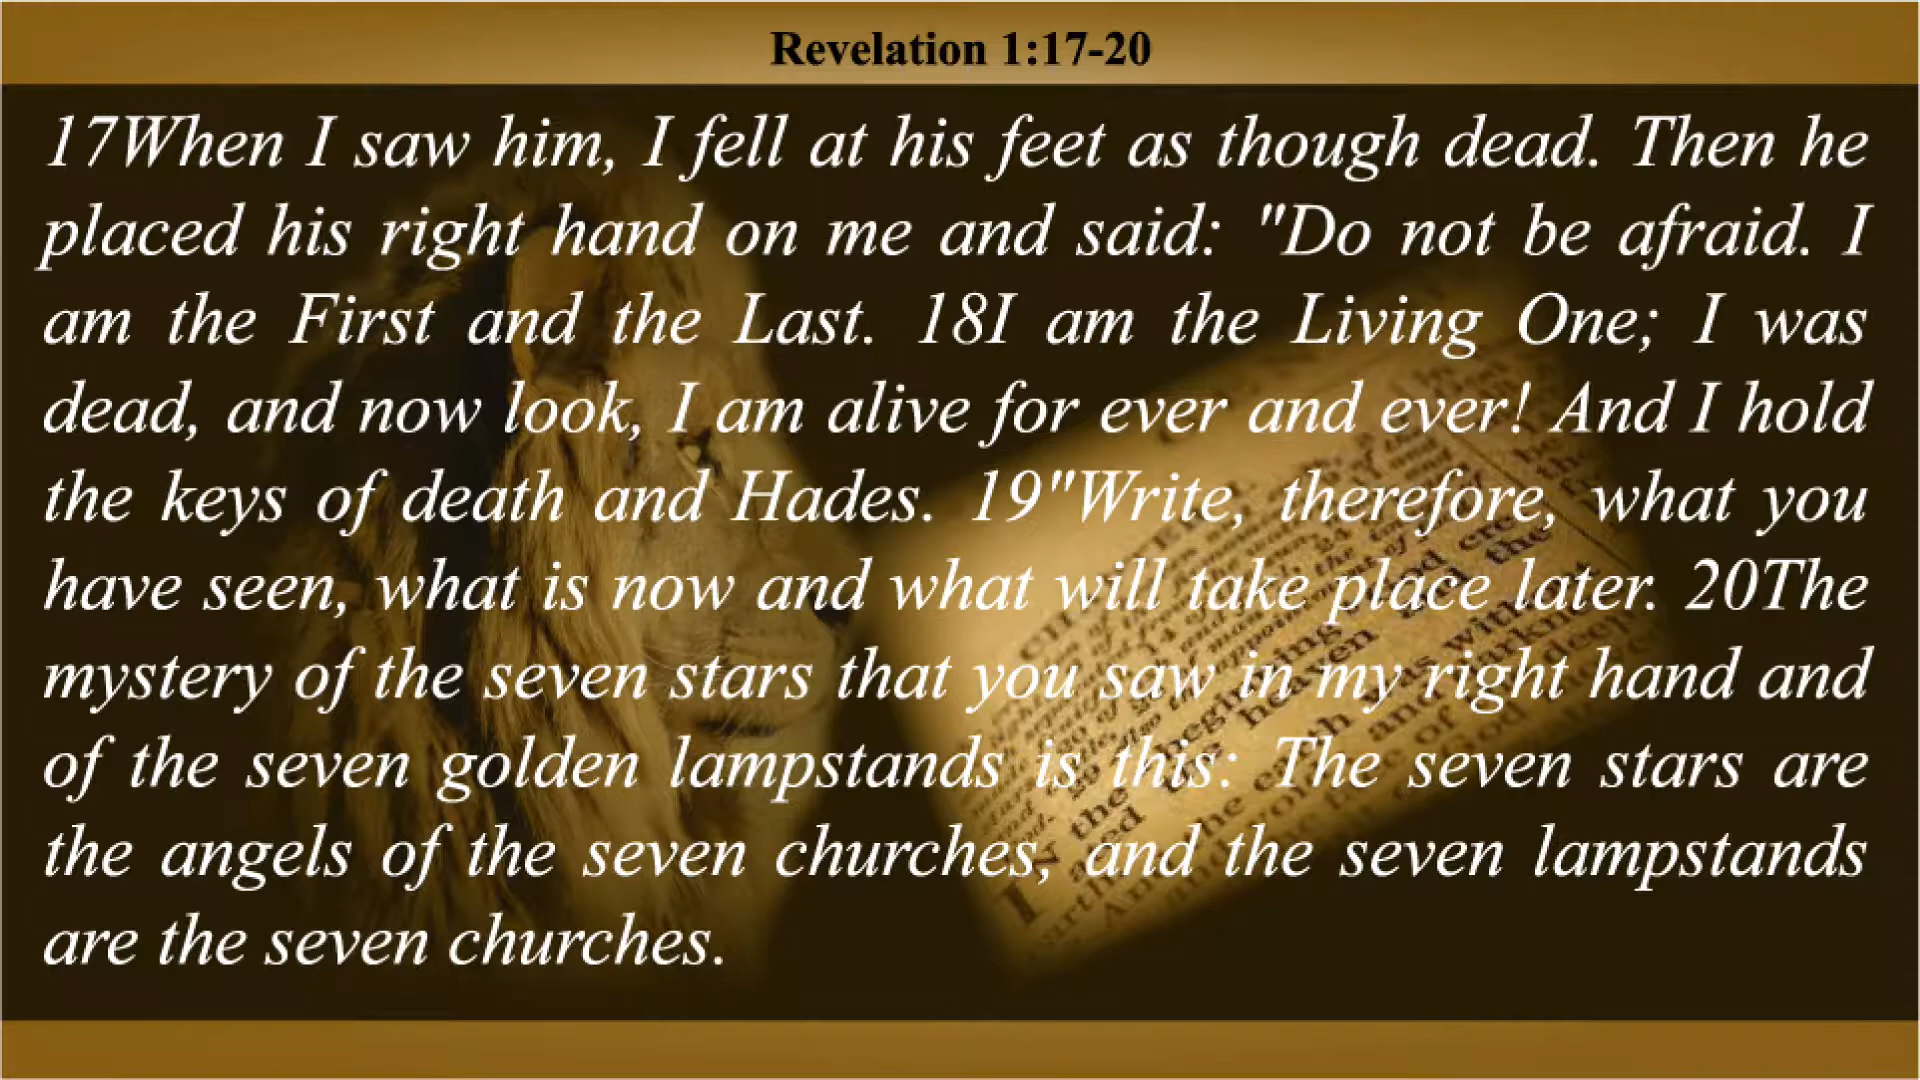 Revelation 1:17-20
17When I saw him, I fell at his feet as though dead. Then he
placed his right hand on me and said: "Do not be afraid. I
am the First and the Last. 18I am the Living One; I was
dead, and now look, I am alive for ever and ever! And I hold
the keys of death and Hades. 19"Write, therefore, what you
have seen, what is now and what will take place later. 20The
mystery of the seven stars that you saw in my right hand and
of the seven golden lampstands is this: The seven stars are
the angels of the seven churches, and the seven lampstands
are the seven churches.